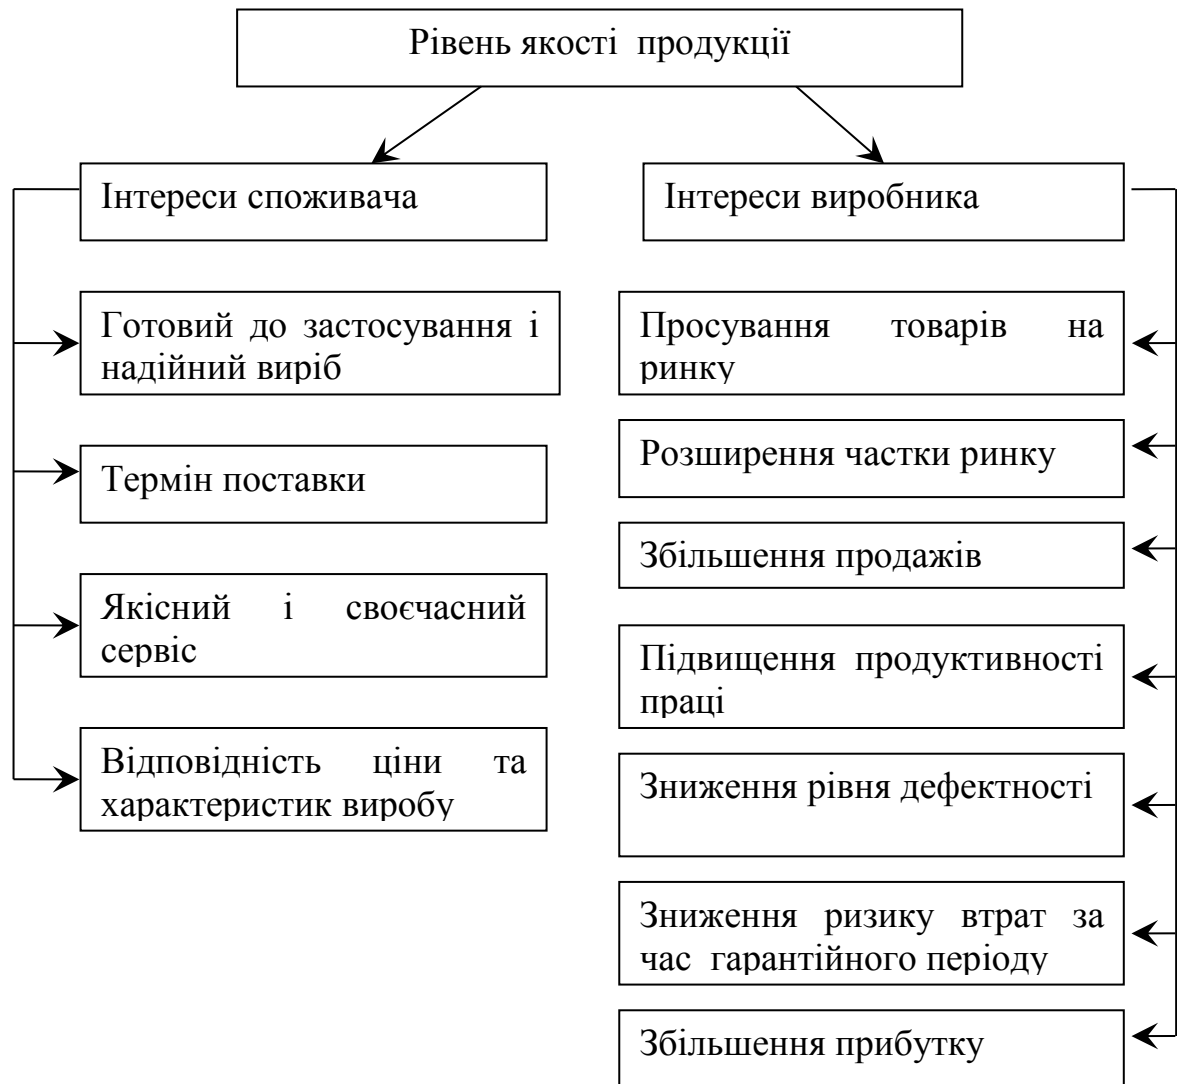 Рівень якості продукції
Інтереси споживача
Готовий до застосування і
надійний виріб
Термін поставки
Якісний і своєчасний
сервіс
Відповідність ціни та
характеристик виробу
Інтереси виробника
Просування товарів на
ринку
Розширення частки ринку
Збільшення продажів
Підвищення продуктивності
праці
Зниження рівня дефектності
Зниження ризику втрат за
час гарантійного періоду
Збільшення прибутку